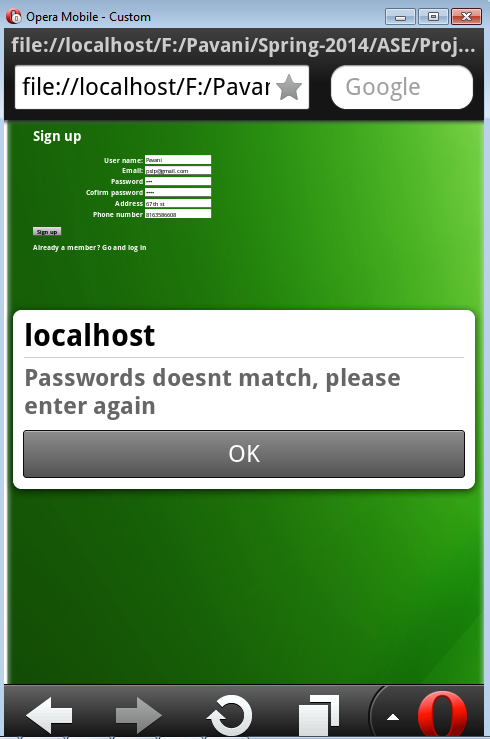 Opera Mobile - Custom
file://localhost/F:/Pavani/Spring-2014/ASE/Proj...
file://localhost/F:/Pavan
Google
Sign up
User name: Pavani
Email: pslp@gmail.com
Password ***
Cofirm password ****
Address 67th st
Phone number 8163586608
Sign up
Already a member? Go and log in
localhost
Passwords doesnt match, please
enter again
OK